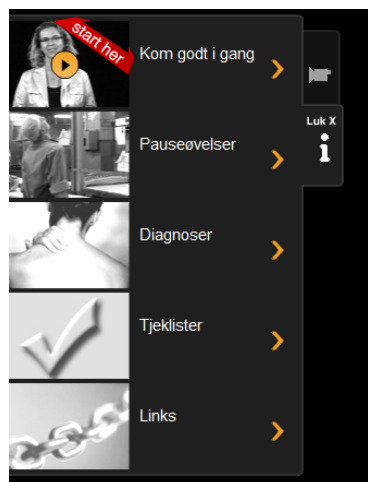 start her
Kom godt i gang
Luk X
Pauseøvelser
Diagnoser
Tjeklister
Links